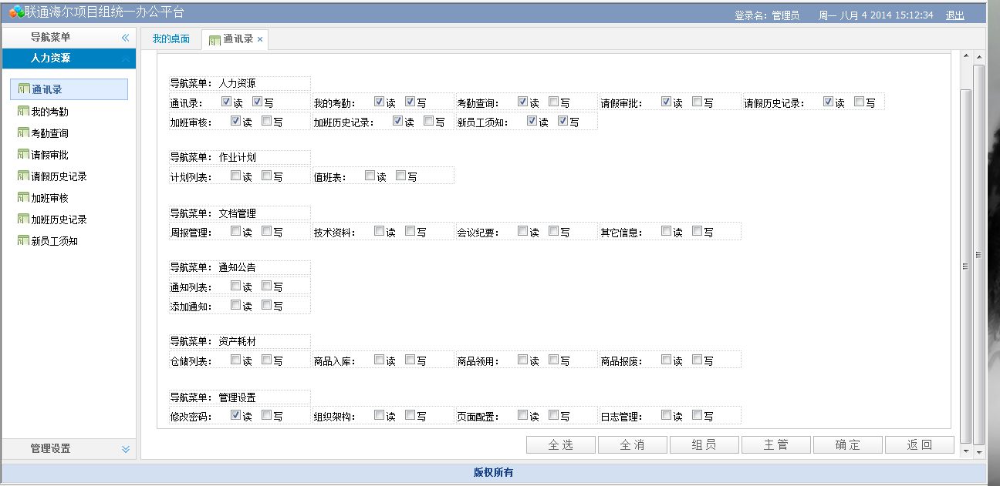 联通海尔项目组统一办公平台
登录名：管理员 周一 八月 4 2014 15:12:34 退出
导航菜单
人力资源
通讯录
我的考勤
考勤查询
请假审批
请假历史记录
加班审核
加班历史记录
新员工须知
管理设置
我的桌面 通讯录
导航菜单： 人力资源
通讯录： 读 写 我的考勤： 读 写 考勤查询： 读 写 请假审批： 读 写 请假历史记录： 读 写
加班审核： 读 写 加班历史记录： 读 写 新员工须知： 读 写
导航菜单： 作业计划
计划列表： 读 写 值班表： 读 写
导航菜单： 文档管理
周报管理： 读 写 技术资料： 读 写 会议纪要： 读 写 其它信息： 读 写
导航菜单： 通知公告
通知列表： 读 写
添加通知： 读 写
导航菜单： 资产耗材
仓储列表： 读 写 商品入库： 读 写 商品领用： 读 写 商品报废： 读 写
导航菜单： 管理设置
修改密码： 读 写 组织架构： 读 写 页面配置： 读 写 日志管理： 读 写
全 选 全 消 组 员 主 管 确 定 返 回
版权所有